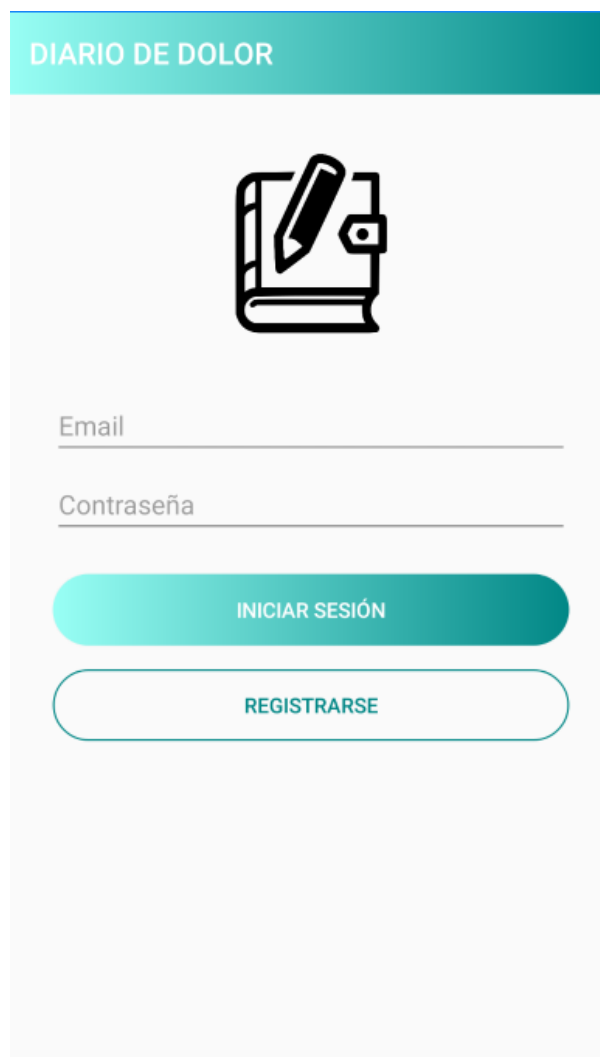 DIARIO DE DOLOR
Email
Contraseña
INICIAR SESIÓN
REGISTRARSE